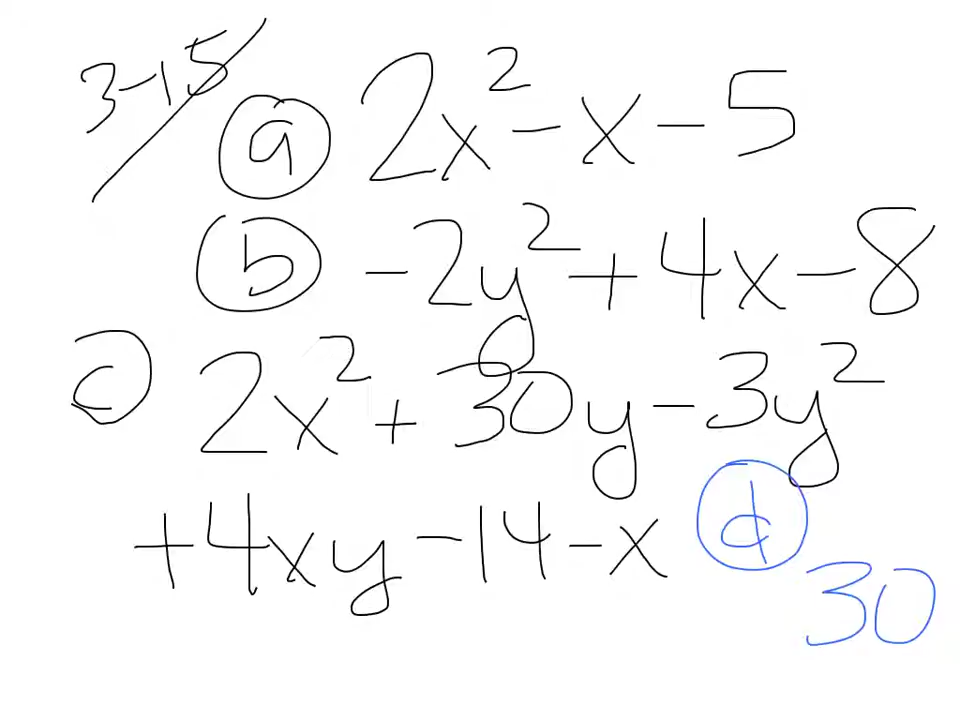 3-15 ⓐ 2x² - x - 5
ⓑ -2y² + 4x - 8
ⓒ 2x² + 30y - 3y²
+ 4xy - 14 - x ⓓ
30